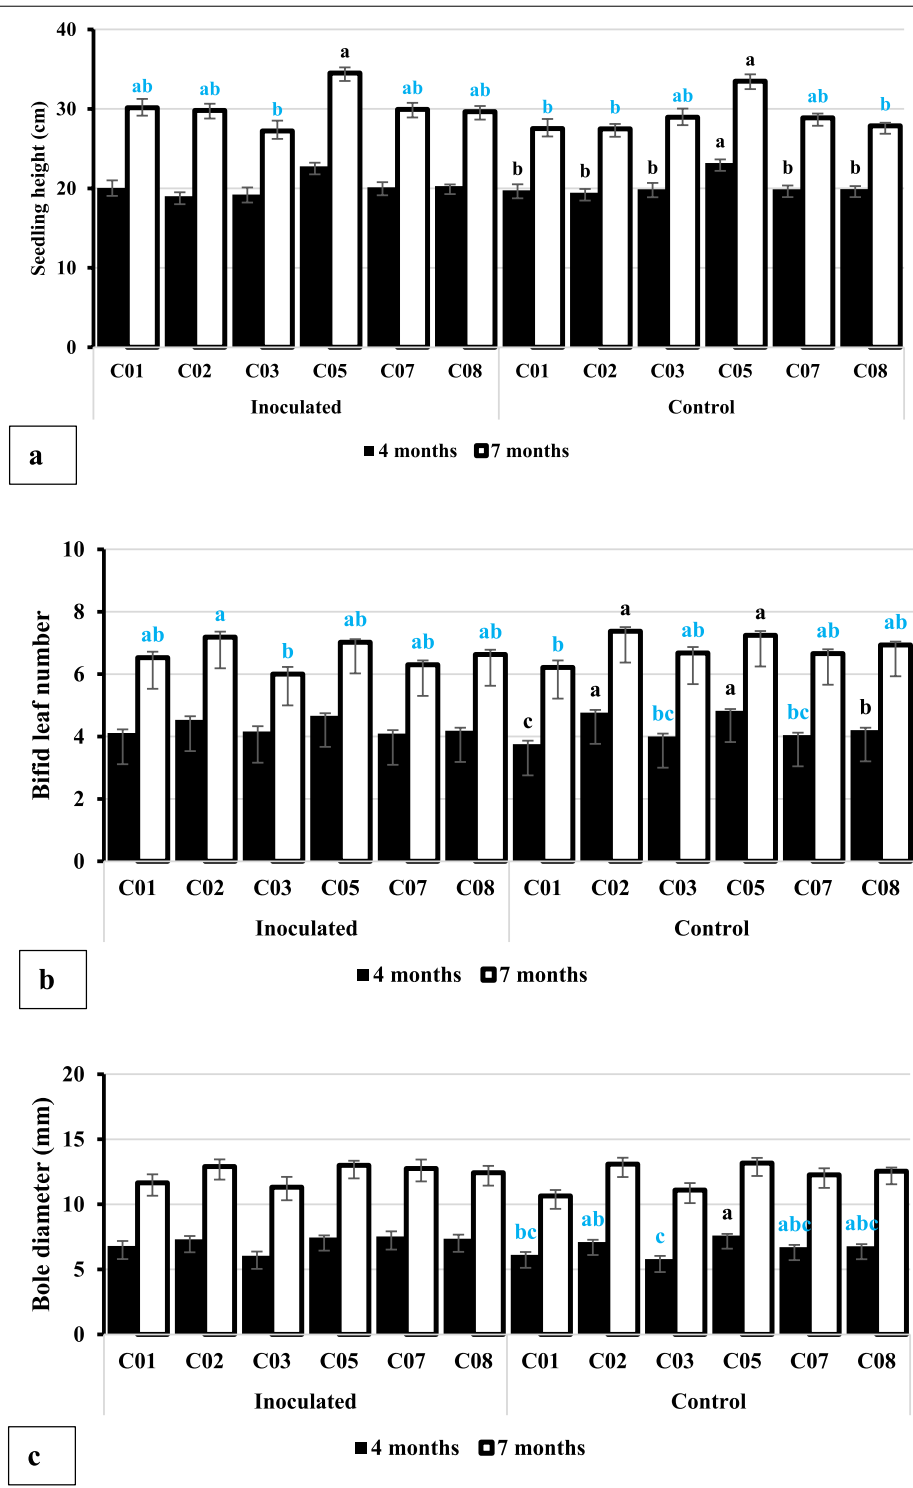 40
30
20
10
0
Seedling height (cm)
ab ab b a ab ab b b ab a ab b
b b b a b b
C01 C02 C03 C05 C07 C08 C01 C02 C03 C05 C07 C08
Inoculated Control
a
4 months 7 months
10
8
6
4
2
0
Bifid leaf number
ab a b ab ab ab b a ab a ab ab
c a bc a bc b
C01 C02 C03 C05 C07 C08 C01 C02 C03 C05 C07 C08
Inoculated Control
b
4 months 7 months
20
15
10
5
0
Bole diameter (mm)
bc ab c a abc abc
C01 C02 C03 C05 C07 C08 C01 C02 C03 C05 C07 C08
Inoculated Control
c
4 months 7 months